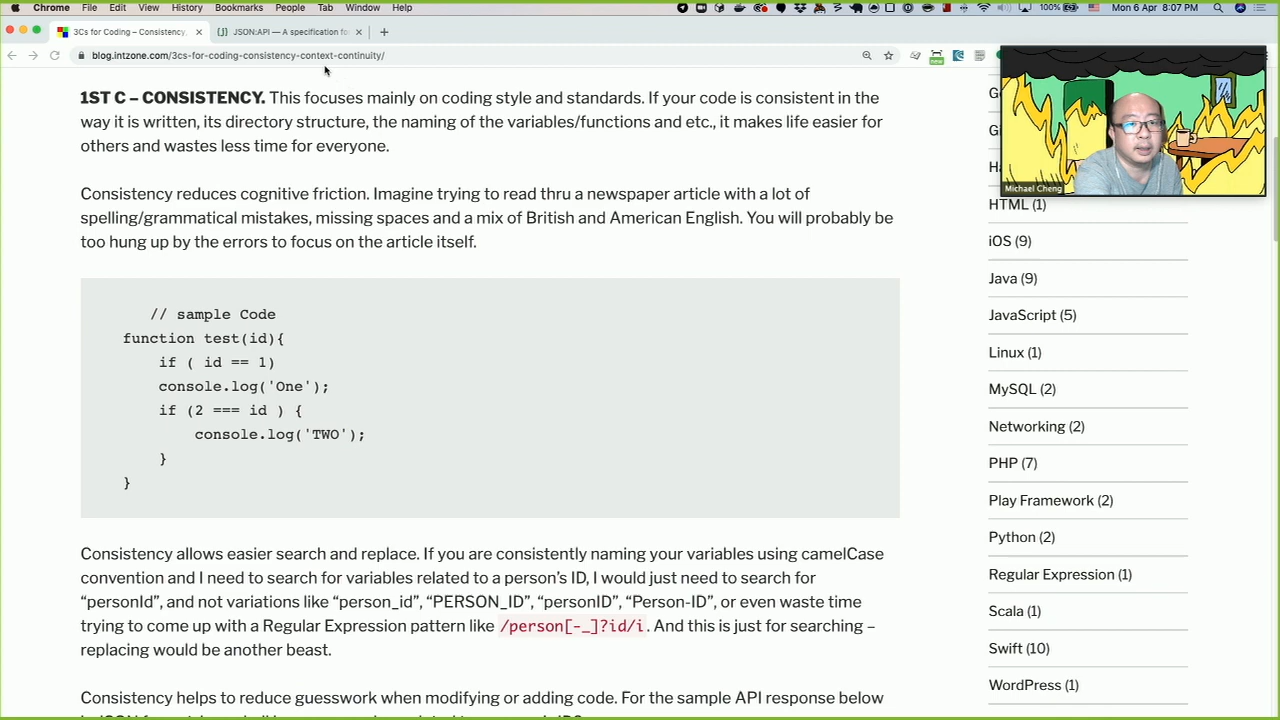 Chrome File Edit View History Bookmarks People Tab Window Help
100% Mon 6 Apr 8:07 PM
3Cs for Coding – Consistency,
JSON:API — A specification fo
blog.intzone.com/3cs-for-coding-consistency-context-continuity/
new
1ST C – CONSISTENCY. This focuses mainly on coding style and standards. If your code is consistent in the
way it is written, its directory structure, the naming of the variables/functions and etc., it makes life easier for
others and wastes less time for everyone.
Consistency reduces cognitive friction. Imagine trying to read thru a newspaper article with a lot of
spelling/grammatical mistakes, missing spaces and a mix of British and American English. You will probably be
too hung up by the errors to focus on the article itself.
// sample Code
function test(id){
if ( id == 1)
console.log('One');
if (2 === id ) {
console.log('TWO');
}
}
Consistency allows easier search and replace. If you are consistently naming your variables using camelCase
convention and I need to search for variables related to a person’s ID, I would just need to search for
“personId”, and not variations like “person_id”, “PERSON_ID”, “personID”, “Person-ID”, or even waste time
trying to come up with a Regular Expression pattern like /person[-_]?id/i. And this is just for searching –
replacing would be another beast.
Consistency helps to reduce guesswork when modifying or adding code. For the sample API response below
Michael Cheng
HTML (1)
iOS (9)
Java (9)
JavaScript (5)
Linux (1)
MySQL (2)
Networking (2)
PHP (7)
Play Framework (2)
Python (2)
Regular Expression (1)
Scala (1)
Swift (10)
WordPress (1)